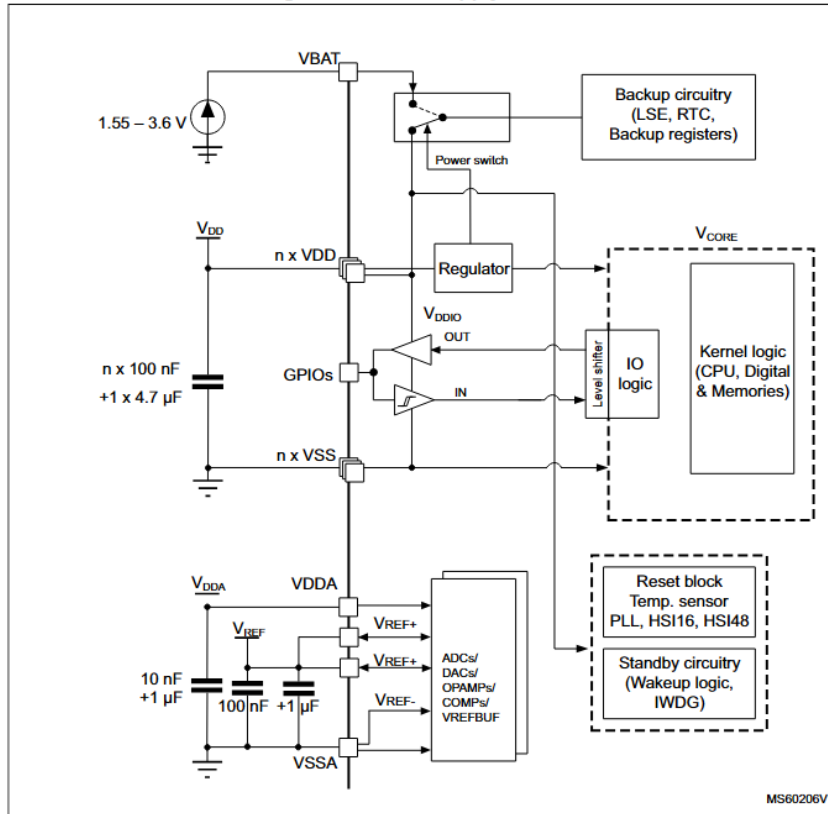 VBAT
1.55 – 3.6 V
Power switch
Backup circuitry
(LSE, RTC,
Backup registers)
VDD
n x VDD
Regulator
VCORE
VDDIO
OUT
n x 100 nF
+1 x 4.7 µF
GPIOs
IN
Level shifter
IO
logic
Kernel logic
(CPU, Digital
& Memories)
n x VSS
VDDA
VDDA
VREF
VREF+
VREF+
VREF-
10 nF
+1 µF
100 nF
+1 µF
VSSA
ADCs/
DACs/
OPAMPs/
COMPs/
VREFBUF
Reset block
Temp. sensor
PLL, HSI16, HSI48
Standby circuitry
(Wakeup logic,
IWDG)
MS60206V